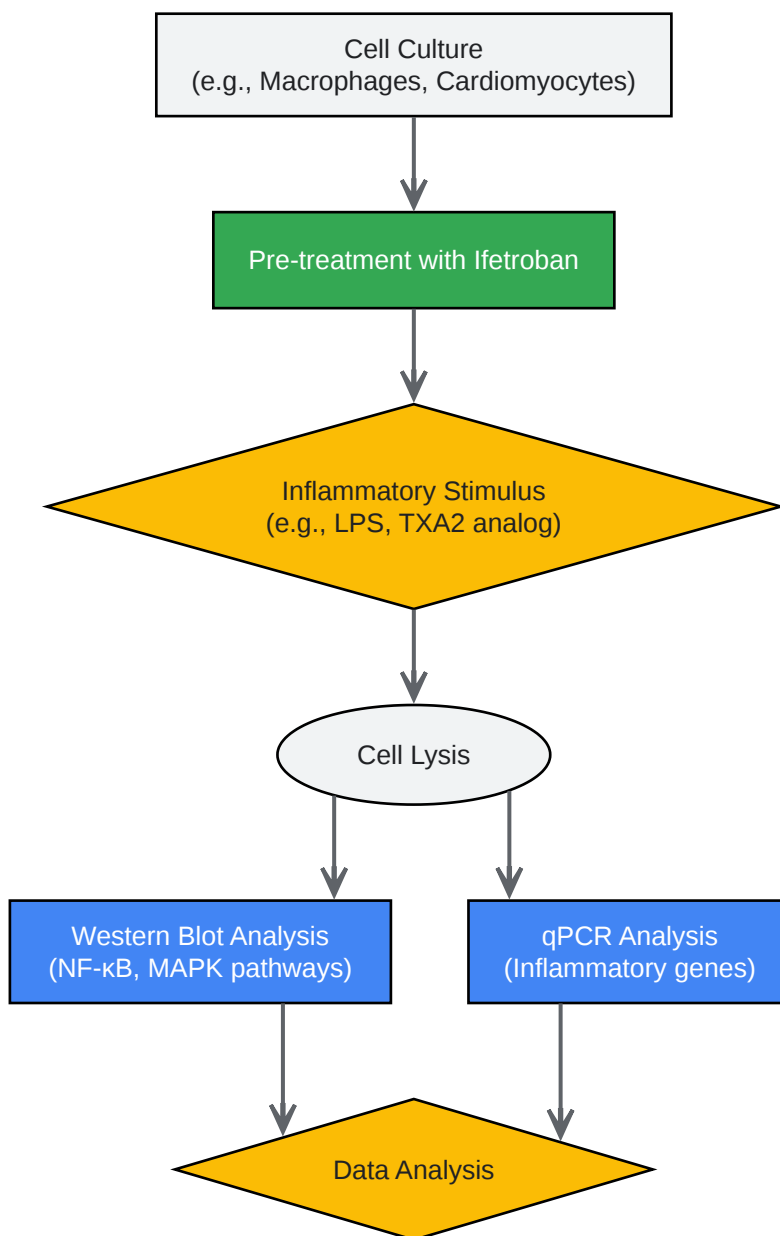 Cell Culture
(e.g., Macrophages, Cardiomyocytes)
Pre-treatment with Ifetroban
Inflammatory Stimulus
(e.g., LPS, TXA2 analog)
Cell Lysis
Western Blot Analysis
(NF-κB, MAPK pathways)
qPCR Analysis
(Inflammatory genes)
Data Analysis